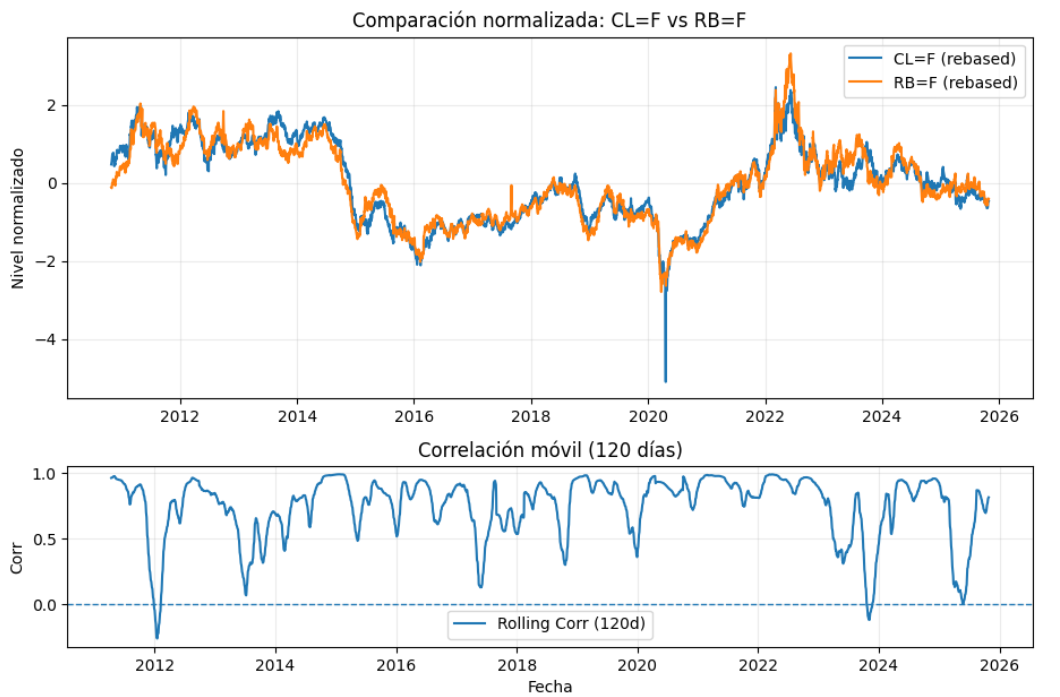 Comparación normalizada: CL=F vs RB=F
CL=F (rebased)
RB=F (rebased)
Nivel normalizado
2
0
−2
−4
2012 2014 2016 2018 2020 2022 2024 2026
Correlación móvil (120 días)
Corr
1.0
0.5
0.0
Rolling Corr (120d)
2012 2014 2016 2018 2020 2022 2024 2026
Fecha